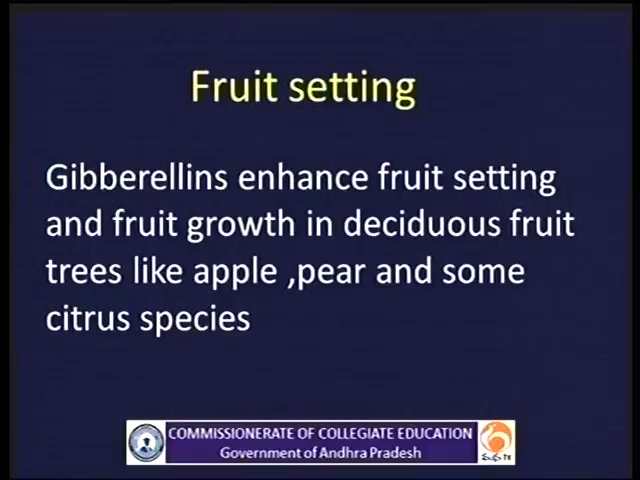 Fruit setting
Gibberellins enhance fruit setting
and fruit growth in deciduous fruit
trees like apple ,pear and some
citrus species
COMMISSIONERATE OF COLLEGIATE EDUCATION
Government of Andhra Pradesh